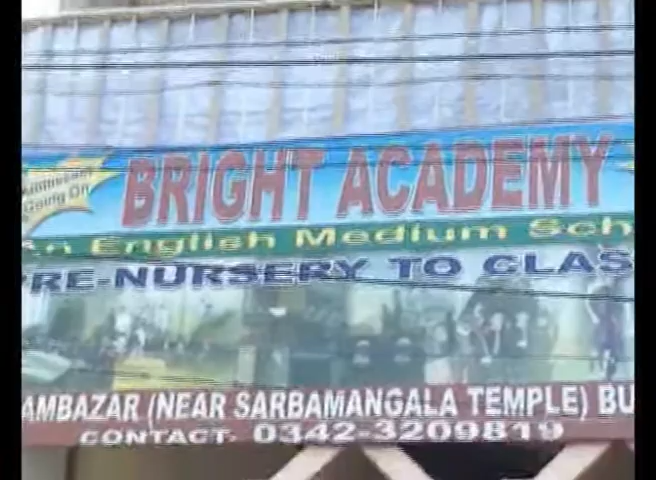 Admission
Going On
BRIGHT ACADEMY
An English Medium Sch
RE-NURSERY TO CLAS
AMBAZAR (NEAR SARBAMANGALA TEMPLE) BU
CONTACT: 0342-3209819